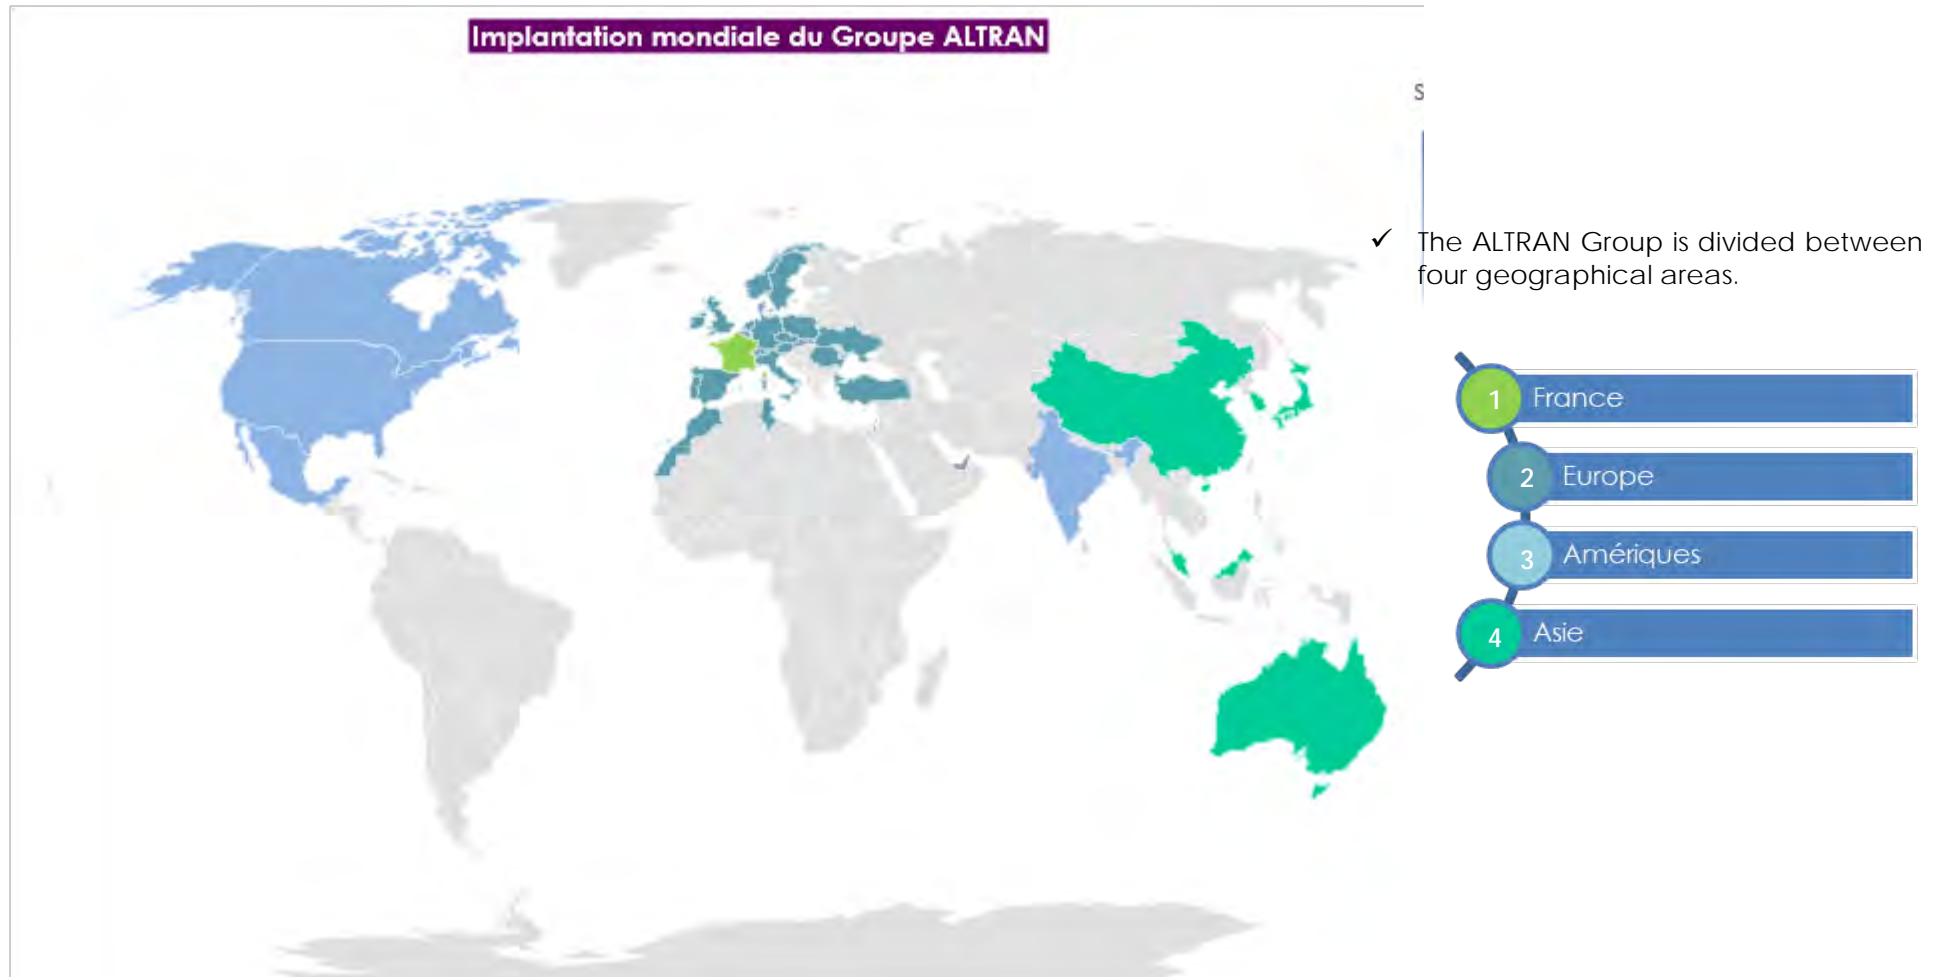 Implantation mondiale du Groupe ALTRAN
S
✓ The ALTRAN Group is divided between
four geographical areas.
1 France
2 Europe
3 Amériques
4 Asie